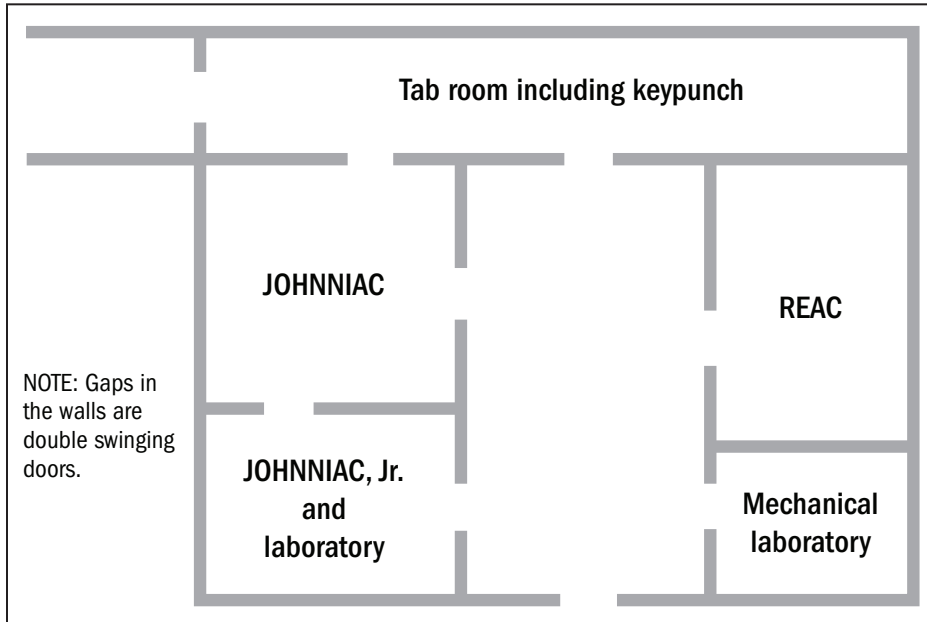 Tab room including keypunch
JOHNNIAC
REAC
NOTE: Gaps in
the walls are
double swinging
doors.
JOHNNIAC, Jr.
and
laboratory
Mechanical
laboratory